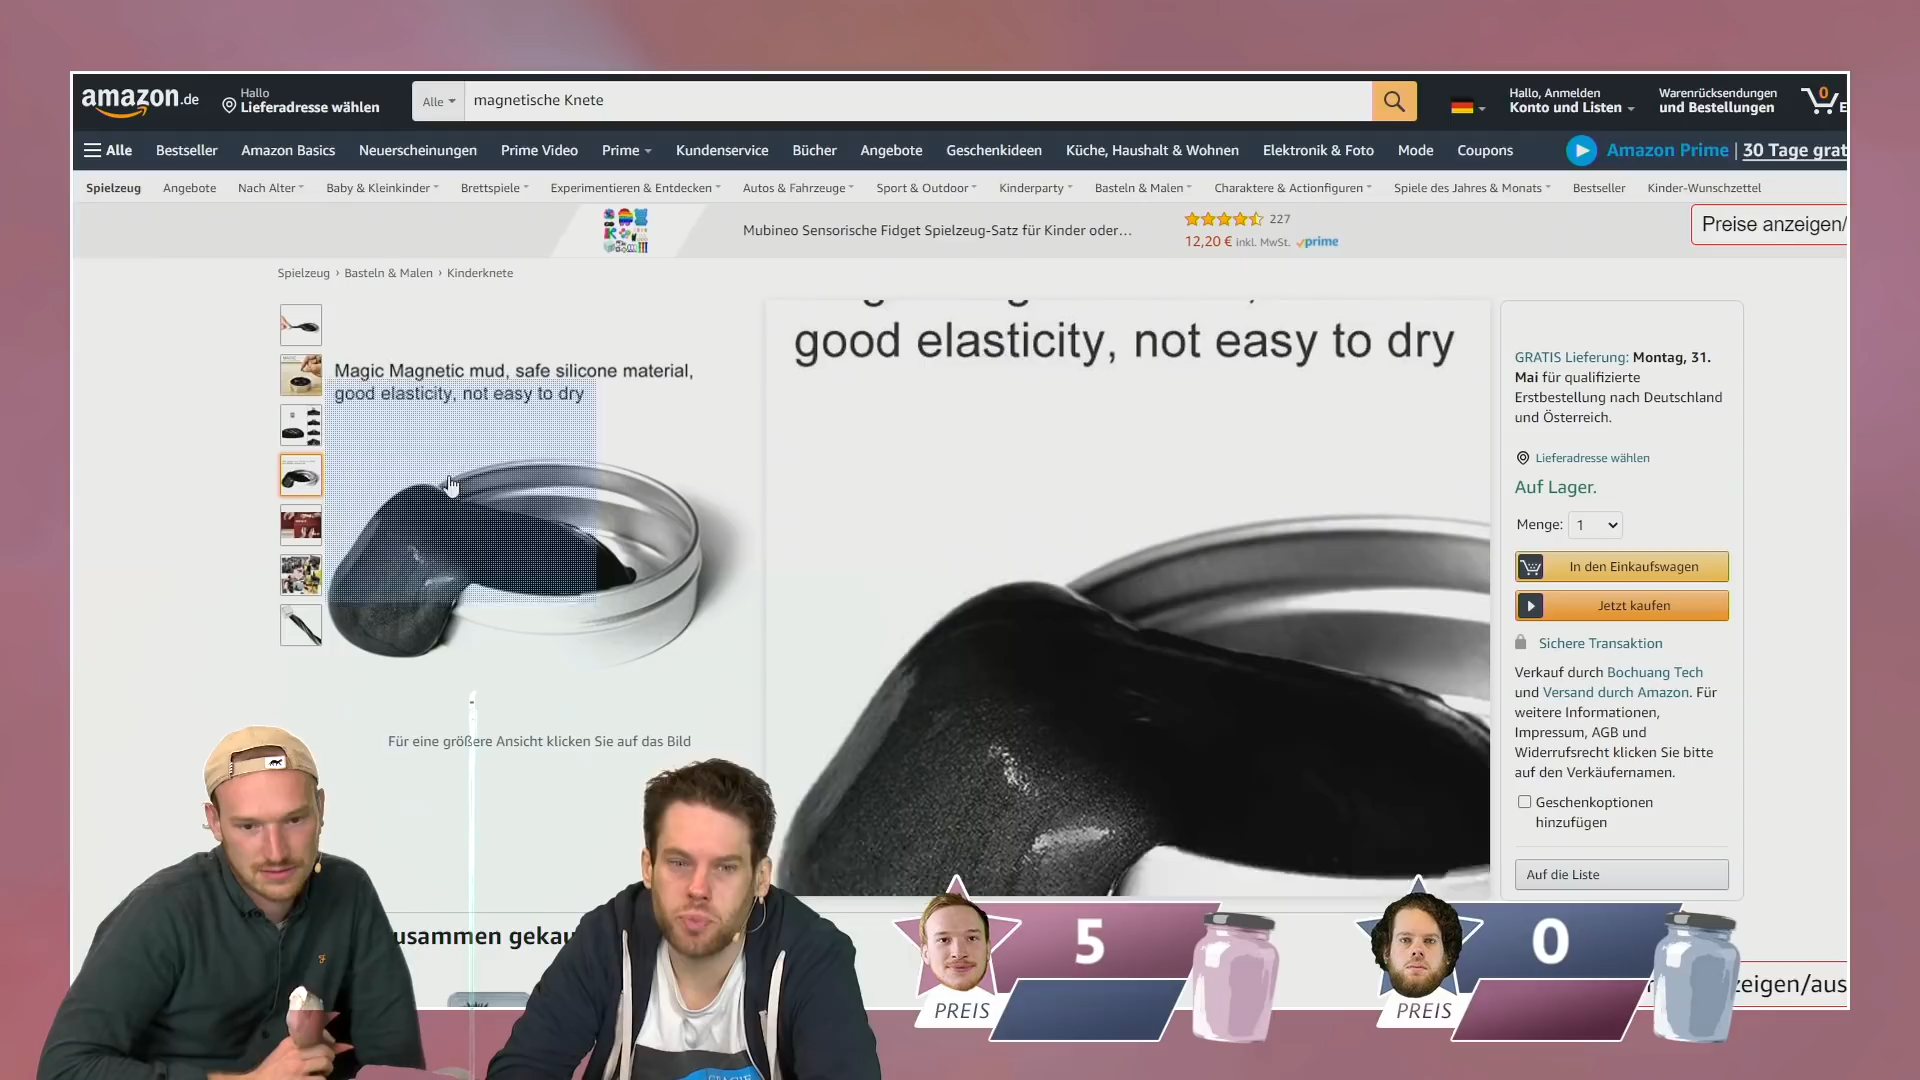 amazon.de
Hallo
Lieferadresse wählen
Alle
magnetische Knete
Hallo, Anmelden
Konto und Listen
Warenrücksendungen
und Bestellungen
0
Alle Bestseller Amazon Basics Neuerscheinungen Prime Video Prime Kundenservice Bücher Angebote Geschenkideen Küche, Haushalt & Wohnen Elektronik & Foto Mode Coupons Amazon Prime | 30 Tage grat
Spielzeug Angebote Nach Alter Baby & Kleinkinder Brettspiele Experimentieren & Entdecken Autos & Fahrzeuge Sport & Outdoor Kinderparty Basteln & Malen Charaktere & Actionfiguren Spiele des Jahres & Monats Bestseller Kinder-Wunschzettel
Mubineo Sensorische Fidget Spielzeug-Satz für Kinder oder…
227
12,20 € inkl. MwSt. prime
Preise anzeigen/
Spielzeug › Basteln & Malen › Kinderknete
Magic Magnetic mud, safe silicone material,
good elasticity, not easy to dry
good elasticity, not easy to dry
Für eine größere Ansicht klicken Sie auf das Bild
GRATIS Lieferung: Montag, 31.
Mai für qualifizierte
Erstbestellung nach Deutschland
und Österreich.
Lieferadresse wählen
Auf Lager.
Menge: 1
In den Einkaufswagen
Jetzt kaufen
Sichere Transaktion
Verkauf durch Bochuang Tech
und Versand durch Amazon. Für
weitere Informationen,
Impressum, AGB und
Widerrufsrecht klicken Sie bitte
auf den Verkäufernamen.
Geschenkoptionen
hinzufügen
Auf die Liste
usammen gekau
5
PREIS
0
PREIS
zeigen/aus
GRACIE